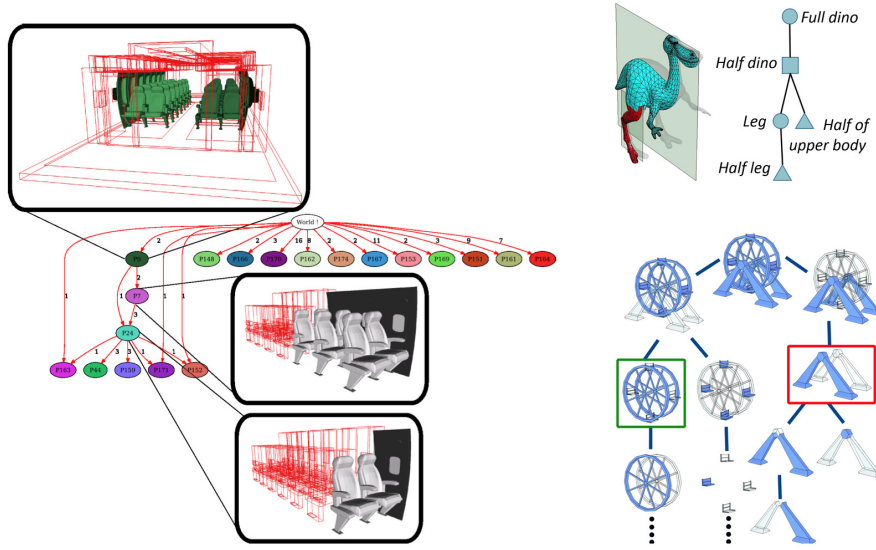 Full dino
Half dino
Leg
Half of
upper body
Half leg
World !
2 2 3 16 8 2 2 11 2 3 9 7
P148 P166 P170 P162 P174 P167 P153 P169 P151 P161 P164
2
1 P7 1 1
3
P24
1 1 3 3 1 1
P163 P44 P159 P171 P152